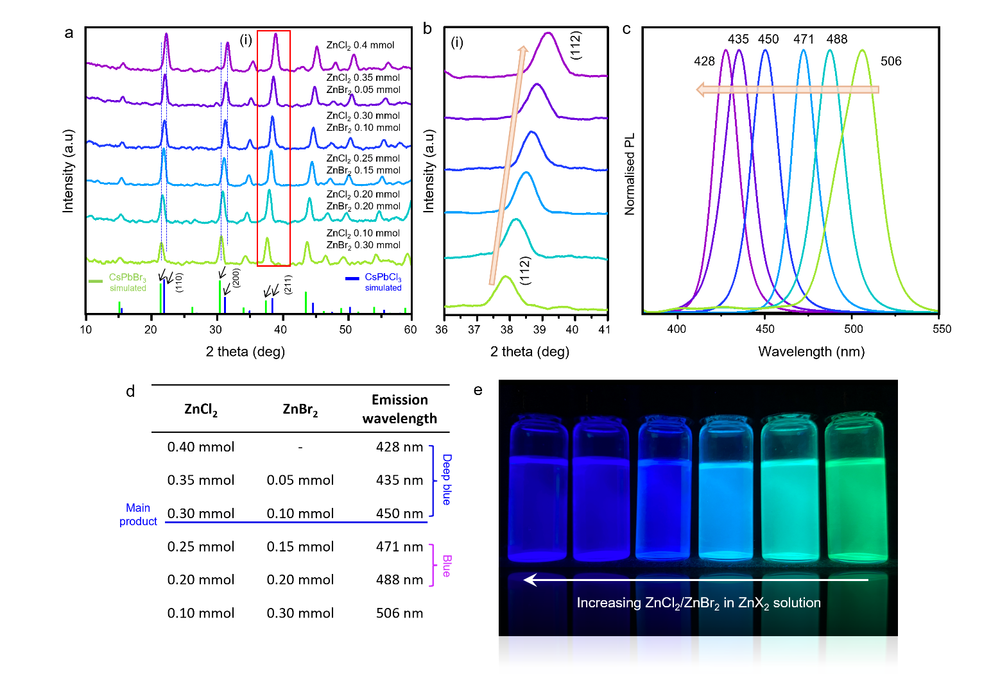 a
(i)
ZnCl₂ 0.4 mmol
ZnCl₂ 0.35 mmol
ZnBr₂ 0.05 mmol
ZnCl₂ 0.30 mmol
ZnBr₂ 0.10 mmol
ZnCl₂ 0.25 mmol
ZnBr₂ 0.15 mmol
ZnCl₂ 0.20 mmol
ZnBr₂ 0.20 mmol
ZnCl₂ 0.10 mmol
ZnBr₂ 0.30 mmol
Intensity (a.u)
CsPbBr₃
simulated
(110)
(200)
(211)
CsPbCl₃
simulated
10 20 30 40 50 60
2 theta (deg)
b
(i)
(112)
(112)
Intensity (a.u)
36 37 38 39 40 41
2 theta (deg)
c
435 450 471 488
428
506
Normalised PL
400 450 500 550
Wavelength (nm)
d
ZnCl₂ ZnBr₂ Emission
wavelength
0.40 mmol - 428 nm
0.35 mmol 0.05 mmol 435 nm
0.30 mmol 0.10 mmol 450 nm
Deep blue
Main
product
0.25 mmol 0.15 mmol 471 nm
0.20 mmol 0.20 mmol 488 nm
Blue
0.10 mmol 0.30 mmol 506 nm
e
Increasing ZnCl₂/ZnBr₂ in ZnX₂ solution